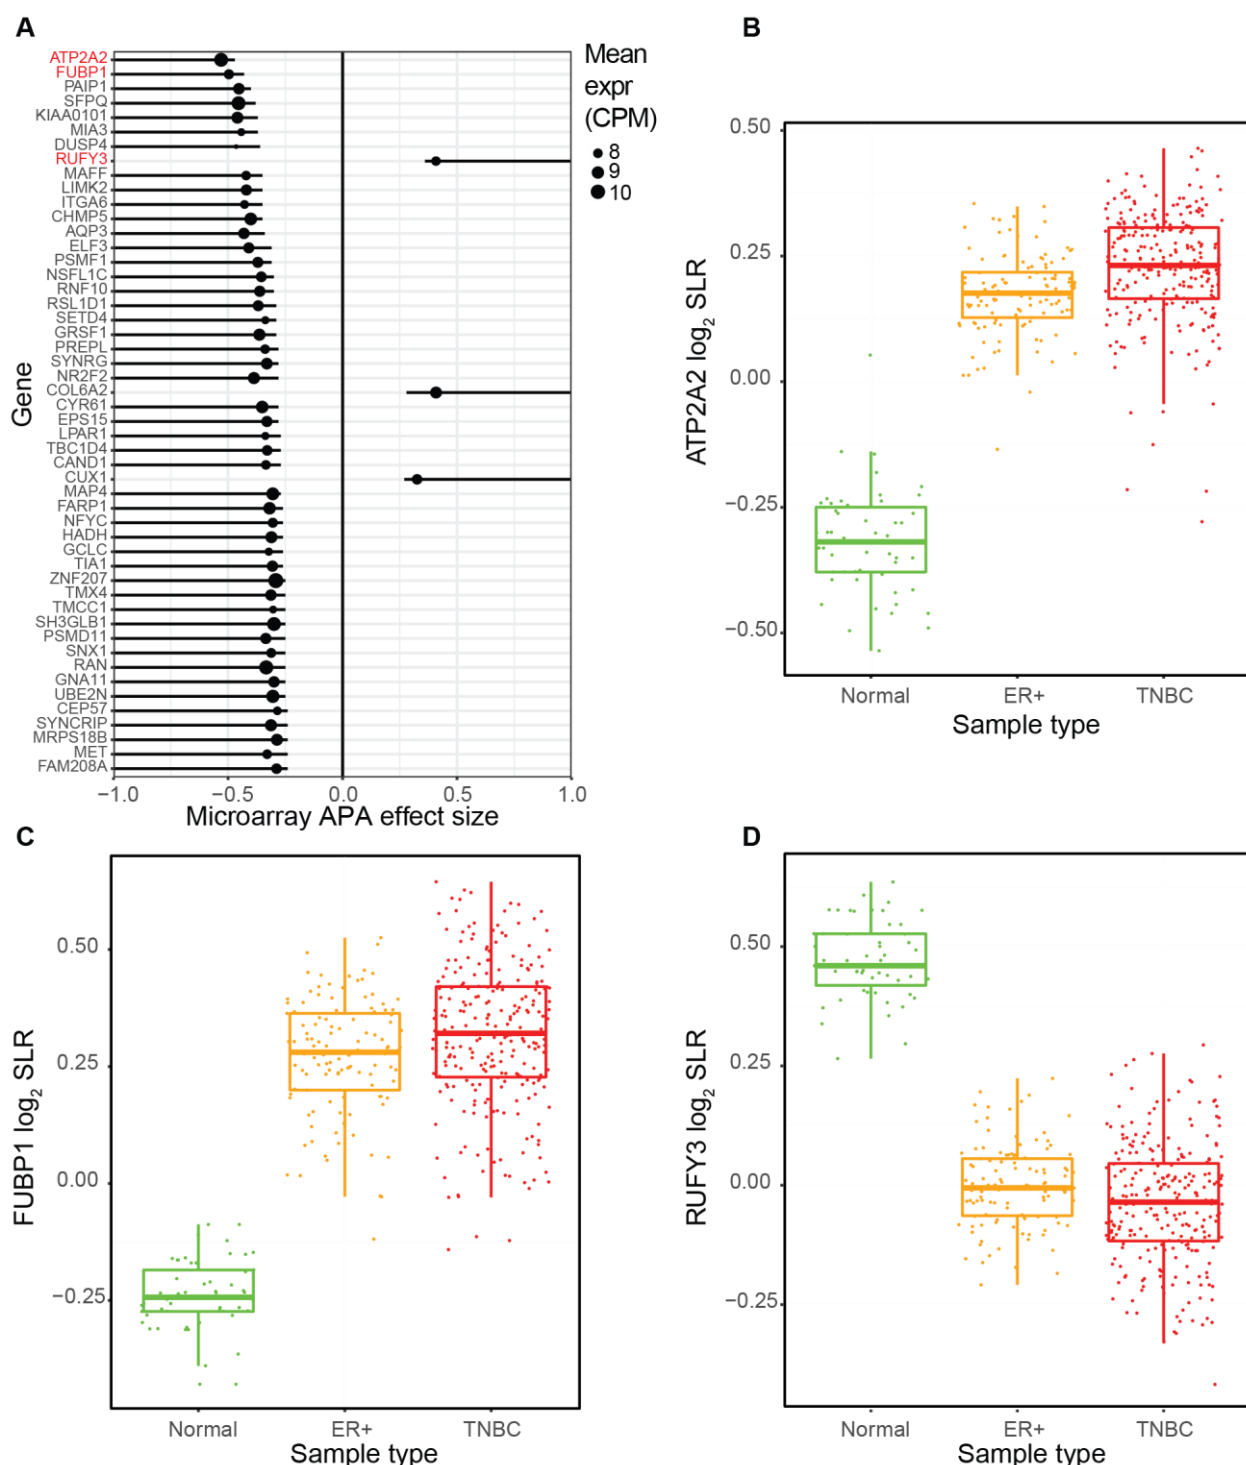 A
ATP2A2
FUBP1
PAIP1
SFPQ
KIAA0101
MIA3
DUSP4
RUFY3
MAFF
LIMK2
ITGA6
CHMP5
AQP3
ELF3
PSMF1
NSFL1C
RNF10
RSL1D1
SETD4
GRSF1
PREPL
SYNRG
NR2F2
COL6A2
CYR61
EPS15
LPAR1
TBC1D4
CAND1
CUX1
MAP4
FARP1
NFYC
HADH
GCLC
TIA1
ZNF207
TMX4
TMCC1
SH3GLB1
PSMD11
SNX1
RAN
GNA11
UBE2N
CEP57
SYNCRIP
MRPS18B
MET
FAM208A
Gene
−1.0 −0.5 0.0 0.5 1.0
Microarray APA effect size
Mean
expr
(CPM)
8
9
10
B
0.50
0.25
0.00
−0.25
−0.50
ATP2A2 log2 SLR
Normal ER+ TNBC
Sample type
C
0.50
0.25
0.00
−0.25
FUBP1 log2 SLR
Normal ER+ TNBC
Sample type
D
0.50
0.25
0.00
−0.25
RUFY3 log2 SLR
Normal ER+ TNBC
Sample type